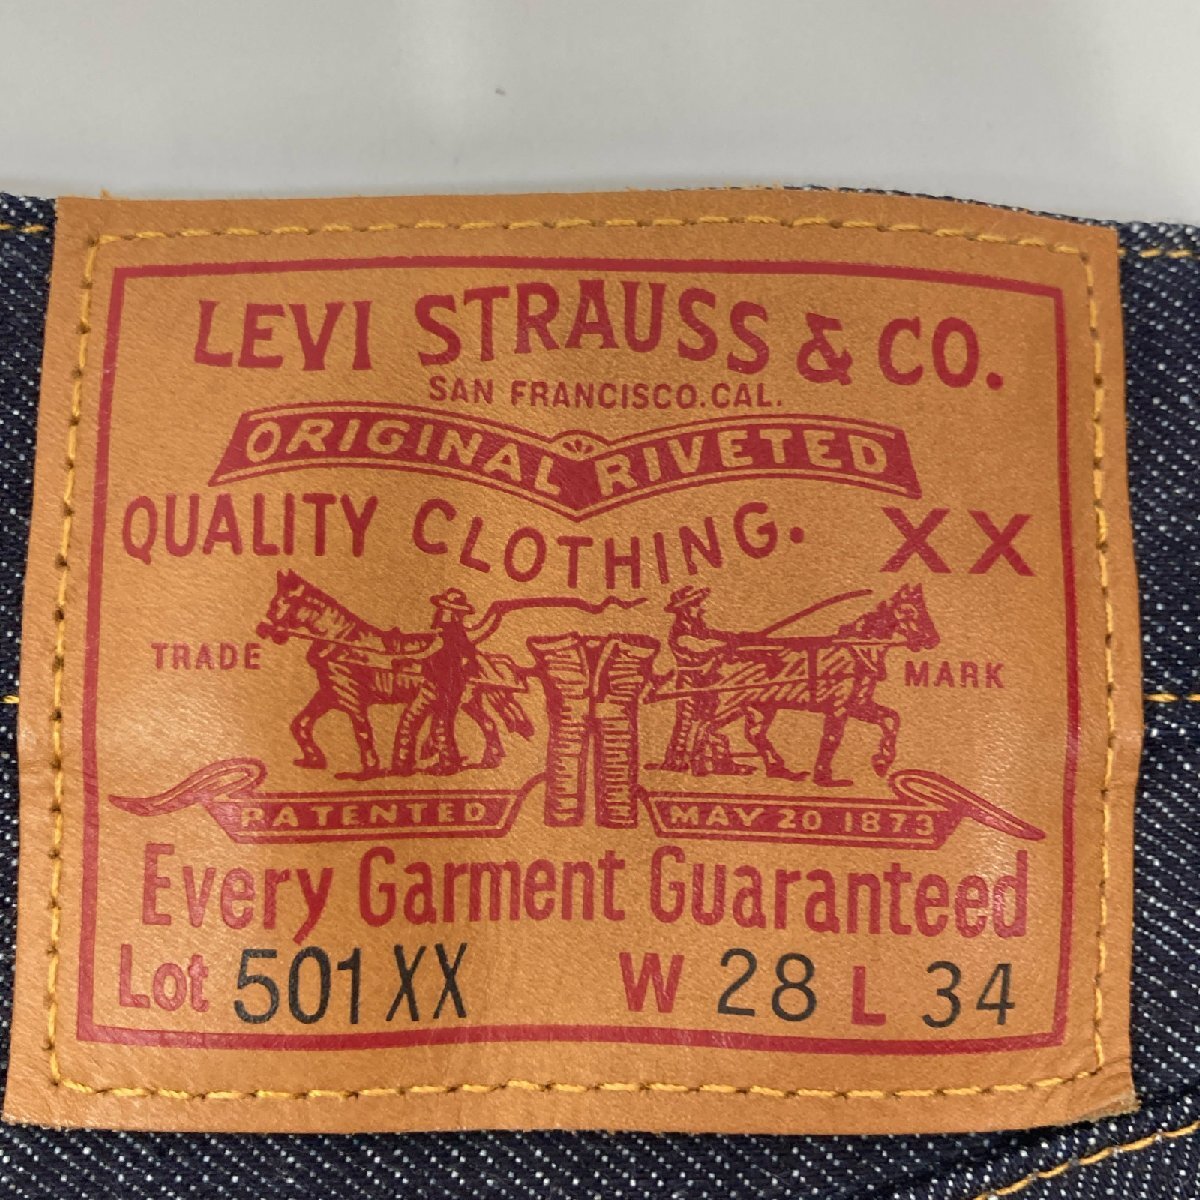 LEVI STRAUSS & CO.
SAN FRANCISCO. CAL.
ORIGINAL RIVETED
QUALITY CLOTHING. XX
TRADE MARK
PATENTED MAY 20 1873
Every Garment Guaranteed
Lot 501XX W 28 L 34